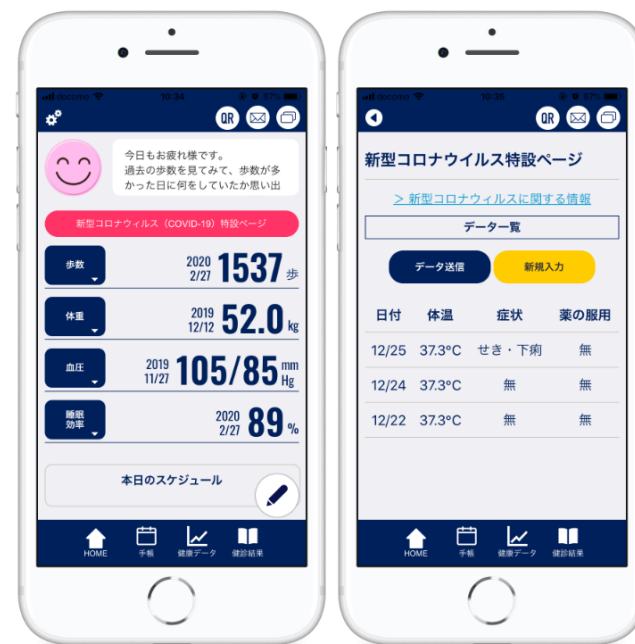 docomo
10:34
57%
QR
今日もお疲れ様です。
過去の歩数を見てみて、歩数が多
かった日に何をしていたか思い出
新型コロナウィルス（COVID-19）特設ページ
歩数
2020
2/27
1537 歩
体重
2019
12/12
52.0 kg
血圧
2019
11/27
105/85 mm
Hg
睡眠
効率
2020
2/27
89 %
本日のスケジュール
HOME
手帳
健康データ
健診結果
docomo
10:35
57%
QR
新型コロナウイルス特設ページ
＞ 新型コロナウィルスに関する情報
データ一覧
データ送信
新規入力
日付 体温 症状 薬の服用
12/25 37.3°C せき・下痢 無
12/24 37.3°C 無 無
12/22 37.3°C 無 無
HOME
手帳
健康データ
健診結果